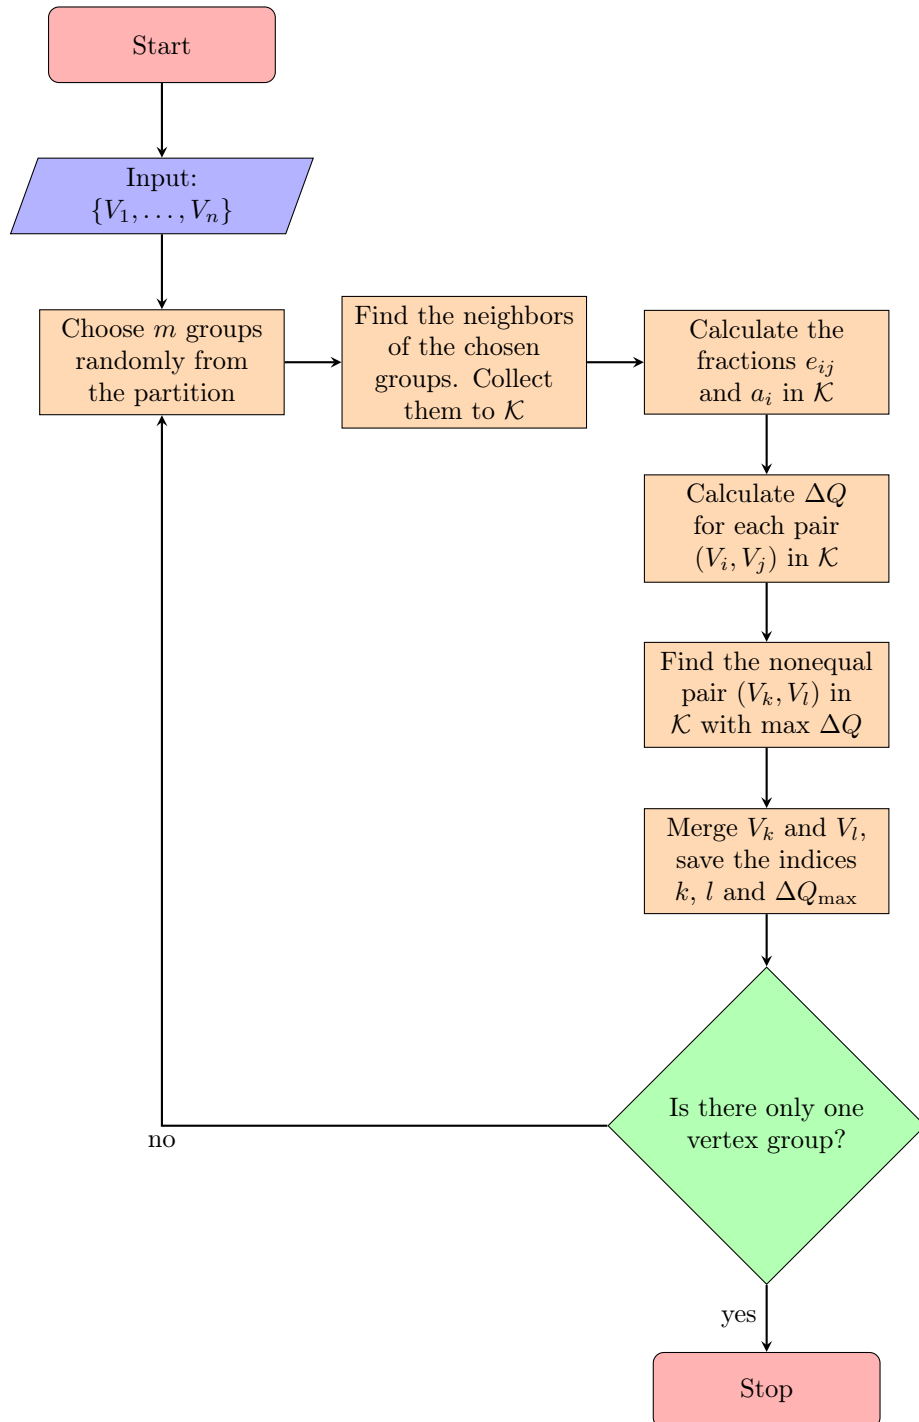 Start
Input:
{V₁, . . . , Vₙ}
Choose m groups
randomly from
the partition
Find the neighbors
of the chosen
groups. Collect
them to 𝒦
Calculate the
fractions eᵢⱼ
and aᵢ in 𝒦
Calculate ΔQ
for each pair
(Vᵢ, Vⱼ) in 𝒦
Find the nonequal
pair (Vₖ, Vₗ) in
𝒦 with max ΔQ
Merge Vₖ and Vₗ,
save the indices
k, l and ΔQₘₐₓ
Is there only one
vertex group?
no
yes
Stop